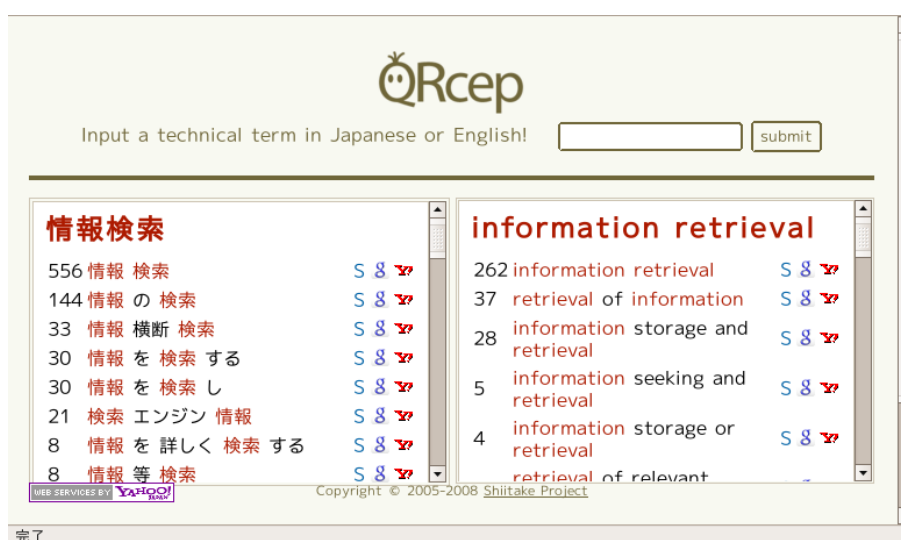 QRcep
Input a technical term in Japanese or English!
submit
情報検索
556 情報 検索 S g Y?
144 情報 の 検索 S g Y?
33 情報 横断 検索 S g Y?
30 情報 を 検索 する S g Y?
30 情報 を 検索 し S g Y?
21 検索 エンジン 情報 S g Y?
8 情報 を 詳しく 検索 する S g Y?
8 情報 等 検索 S g Y?
information retrieval
262 information retrieval S g Y?
37 retrieval of information S g Y?
28 information storage and
retrieval S g Y?
5 information seeking and
retrieval S g Y?
4 information storage or
retrieval S g Y?
retrieval of relevant
WEB SERVICES BY YAHOO! JAPAN
Copyright © 2005-2008 Shiitake Project
完了